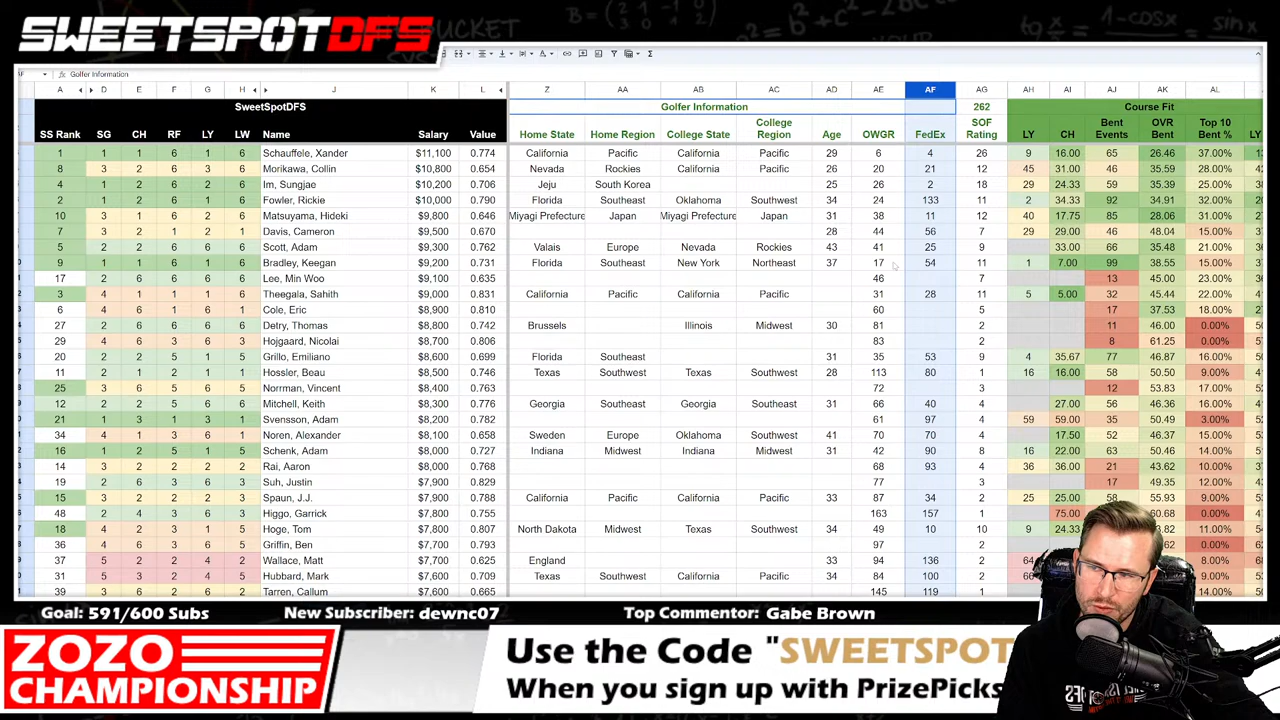 SWEETSPOTDFS
Golfer Information
A D E F G H J K L Z AA AB AC AD AE AF AG AH AI AJ AK AL
SweetSpotDFS Golfer Information 262 Course Fit
SS Rank SG CH RF LY LW Name Salary Value Home State Home Region College State College Region Age OWGR FedEx SOF Rating LY CH Bent Events OVR Bent Top 10 Bent % LY
1 1 1 6 1 6 Schauffele, Xander $11,100 0.774 California Pacific California Pacific 29 6 4 26 9 16.00 65 26.46 37.00%
8 3 2 6 3 6 Morikawa, Collin $10,800 0.654 Nevada Rockies California Pacific 26 20 21 12 45 31.00 46 35.59 28.00%
4 1 2 6 2 6 Im, Sungjae $10,200 0.706 Jeju South Korea 25 26 2 18 29 24.33 59 35.39 25.00%
2 1 1 6 1 6 Fowler, Rickie $10,000 0.790 Florida Southeast Oklahoma Southwest 34 24 133 11 2 34.33 92 34.91 32.00%
10 3 1 6 2 6 Matsuyama, Hideki $9,800 0.646 Miyagi Prefecture Japan Miyagi Prefecture Japan 31 38 11 12 40 17.75 85 28.06 31.00%
7 3 2 1 2 6 Davis, Cameron $9,500 0.670 28 44 56 7 29 29.00 46 48.04 15.00%
5 1 2 6 2 6 Scott, Adam $9,300 0.762 Valais Europe Nevada Rockies 43 41 25 9 33.00 66 35.48 21.00%
9 1 1 6 2 6 Bradley, Keegan $9,200 0.691 Florida Southeast New York Northeast 37 17 54 11 1 7.00 99 38.55 15.00%
17 2 6 6 6 6 Lee, Min Woo $9,100 0.635 46 7 13 45.00 23.00%
3 4 1 1 1 6 Theegala, Sahith $9,000 0.831 California Pacific California Pacific 31 28 11 5 5.00 32 45.44 22.00%
6 4 6 1 6 1 Cole, Eric $8,900 0.810 60 5 17 37.53 18.00%
27 2 6 6 6 6 Detry, Thomas $8,800 0.742 Brussels Illinois Midwest 30 81 2 11 46.00 0.00%
29 4 6 3 6 6 Hojgaard, Nicolai $8,700 0.806 83 2 8 61.25 0.00%
20 2 2 5 1 5 Grillo, Emiliano $8,600 0.699 Florida Southeast 31 35 53 9 4 35.67 77 46.87 16.00%
11 2 1 2 1 6 Hossler, Beau $8,500 0.746 Texas Southwest Texas Southwest 28 113 80 1 16 16.00 58 50.50 9.00%
25 3 6 5 6 5 Norrman, Vincent $8,400 0.763 72 3 12 53.83 17.00%
12 2 2 5 6 6 Mitchell, Keith $8,300 0.776 Georgia Southeast Georgia Southeast 31 66 40 4 27.00 56 46.36 16.00%
21 1 3 1 3 1 Svensson, Adam $8,200 0.782 61 97 4 59 59.00 35 50.49 3.00%
34 4 1 3 6 1 Noren, Alexander $8,100 0.658 Sweden Europe Oklahoma Southwest 41 70 70 4 17.50 52 46.37 15.00%
16 1 2 5 1 5 Schenk, Adam $8,000 0.727 Indiana Midwest Indiana Midwest 31 42 90 8 16 22.00 63 50.46 14.00%
14 3 2 2 3 1 Rai, Aaron $8,000 0.768 68 93 4 36 36.00 21 43.62 10.00%
19 2 6 3 6 3 Suh, Justin $7,900 0.829 77 2 17 49.35 12.00%
15 4 2 3 2 5 Spaun, J.J. $7,900 0.788 California Pacific California Pacific 33 87 34 2 25 25.00 58 55.93 9.00%
48 2 4 3 6 3 Higgo, Garrick $7,800 0.755 163 157 1 75.00 0.00%
18 4 2 3 1 5 Hoge, Tom $7,800 0.807 North Dakota Midwest Texas Southwest 34 49 10 10 9 24.33 11.00%
36 4 6 3 6 5 Griffin, Ben $7,700 0.793 97 2 0.00%
37 5 2 2 4 5 Wallace, Matt $7,700 0.625 England 33 94 136 2 64 8.00%
31 5 3 2 4 5 Hubbard, Mark $7,600 0.709 Texas Southwest California Pacific 34 84 100 2 9.00%
39 2 2 2 6 6 Tarren, Callum $7,600 0.665 145 119 1 14.00%
Goal: 591/600 Subs New Subscriber: dewnc07 Top Commentor: Gabe Brown
ZOZO
CHAMPIONSHIP
Use the Code "SWEETSPOT
When you sign up with PrizePicks